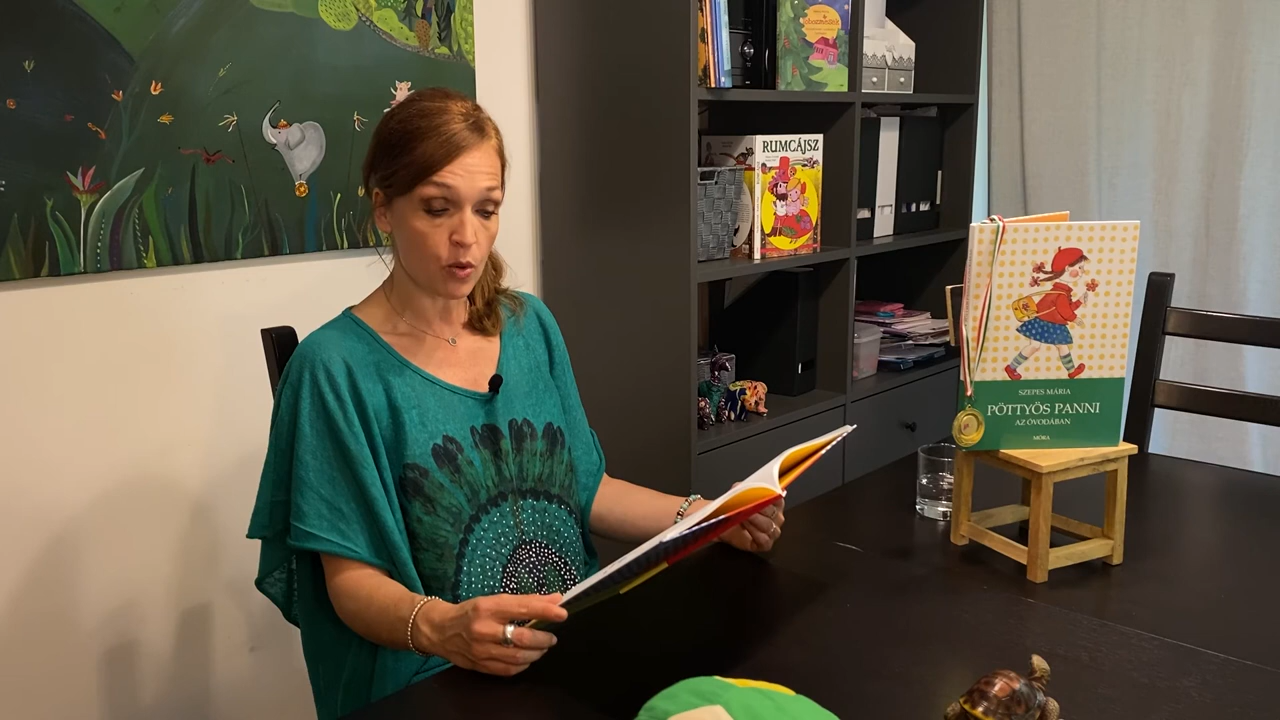 RUMCÁJSZ
SZEPES MÁRIA
PÖTTYÖS PANNI
AZ ÓVODÁBAN
MÓRA